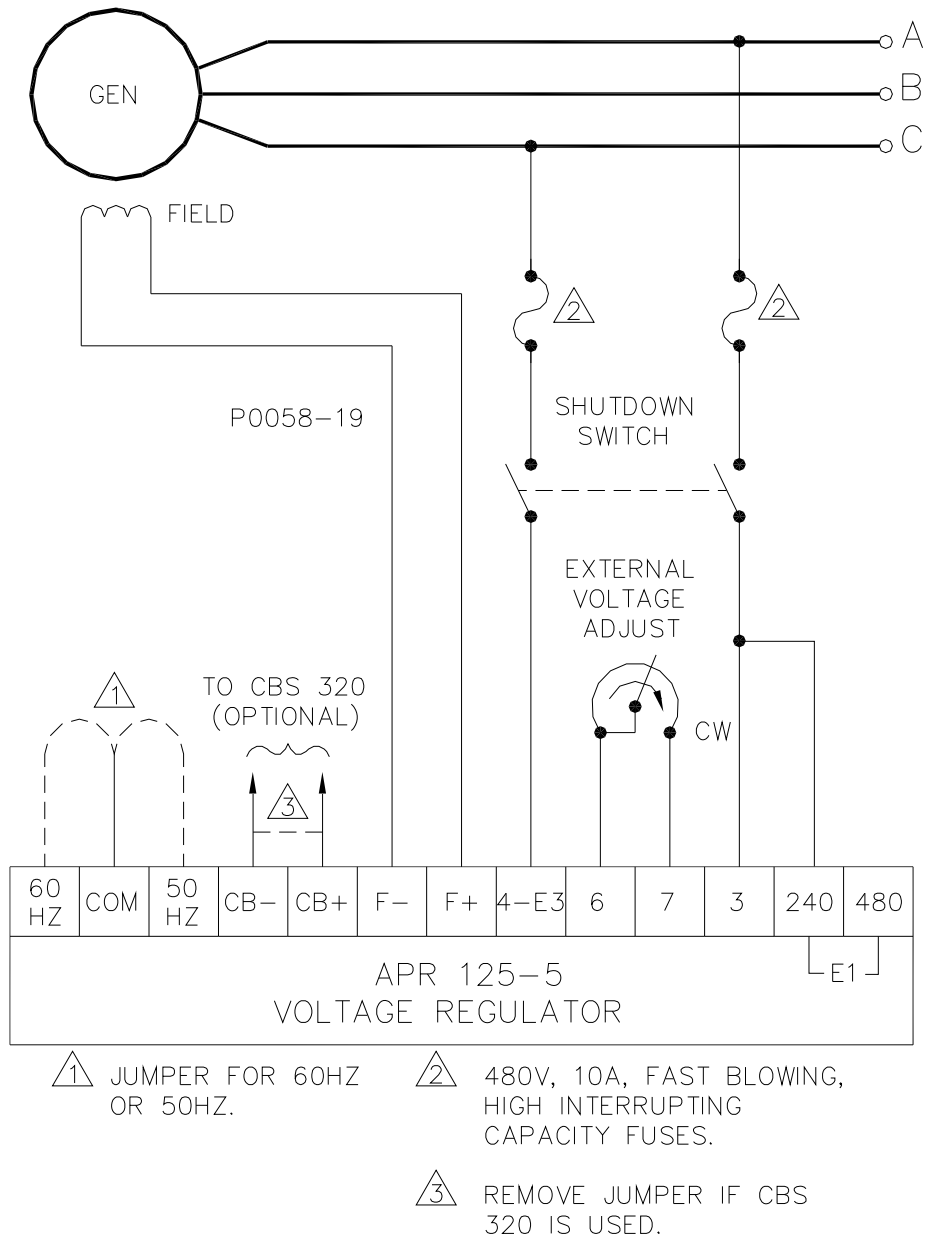 GEN
A
B
C
FIELD
2
2
P0058-19
SHUTDOWN
SWITCH
EXTERNAL
VOLTAGE
ADJUST
1
TO CBS 320
(OPTIONAL)
CW
3
60
HZ
COM
50
HZ
CB-
CB+
F-
F+
4-E3
6
7
3
240
480
E1
APR 125-5
VOLTAGE REGULATOR
1 JUMPER FOR 60HZ
OR 50HZ.
2 480V, 10A, FAST BLOWING,
HIGH INTERRUPTING
CAPACITY FUSES.
3 REMOVE JUMPER IF CBS
320 IS USED.